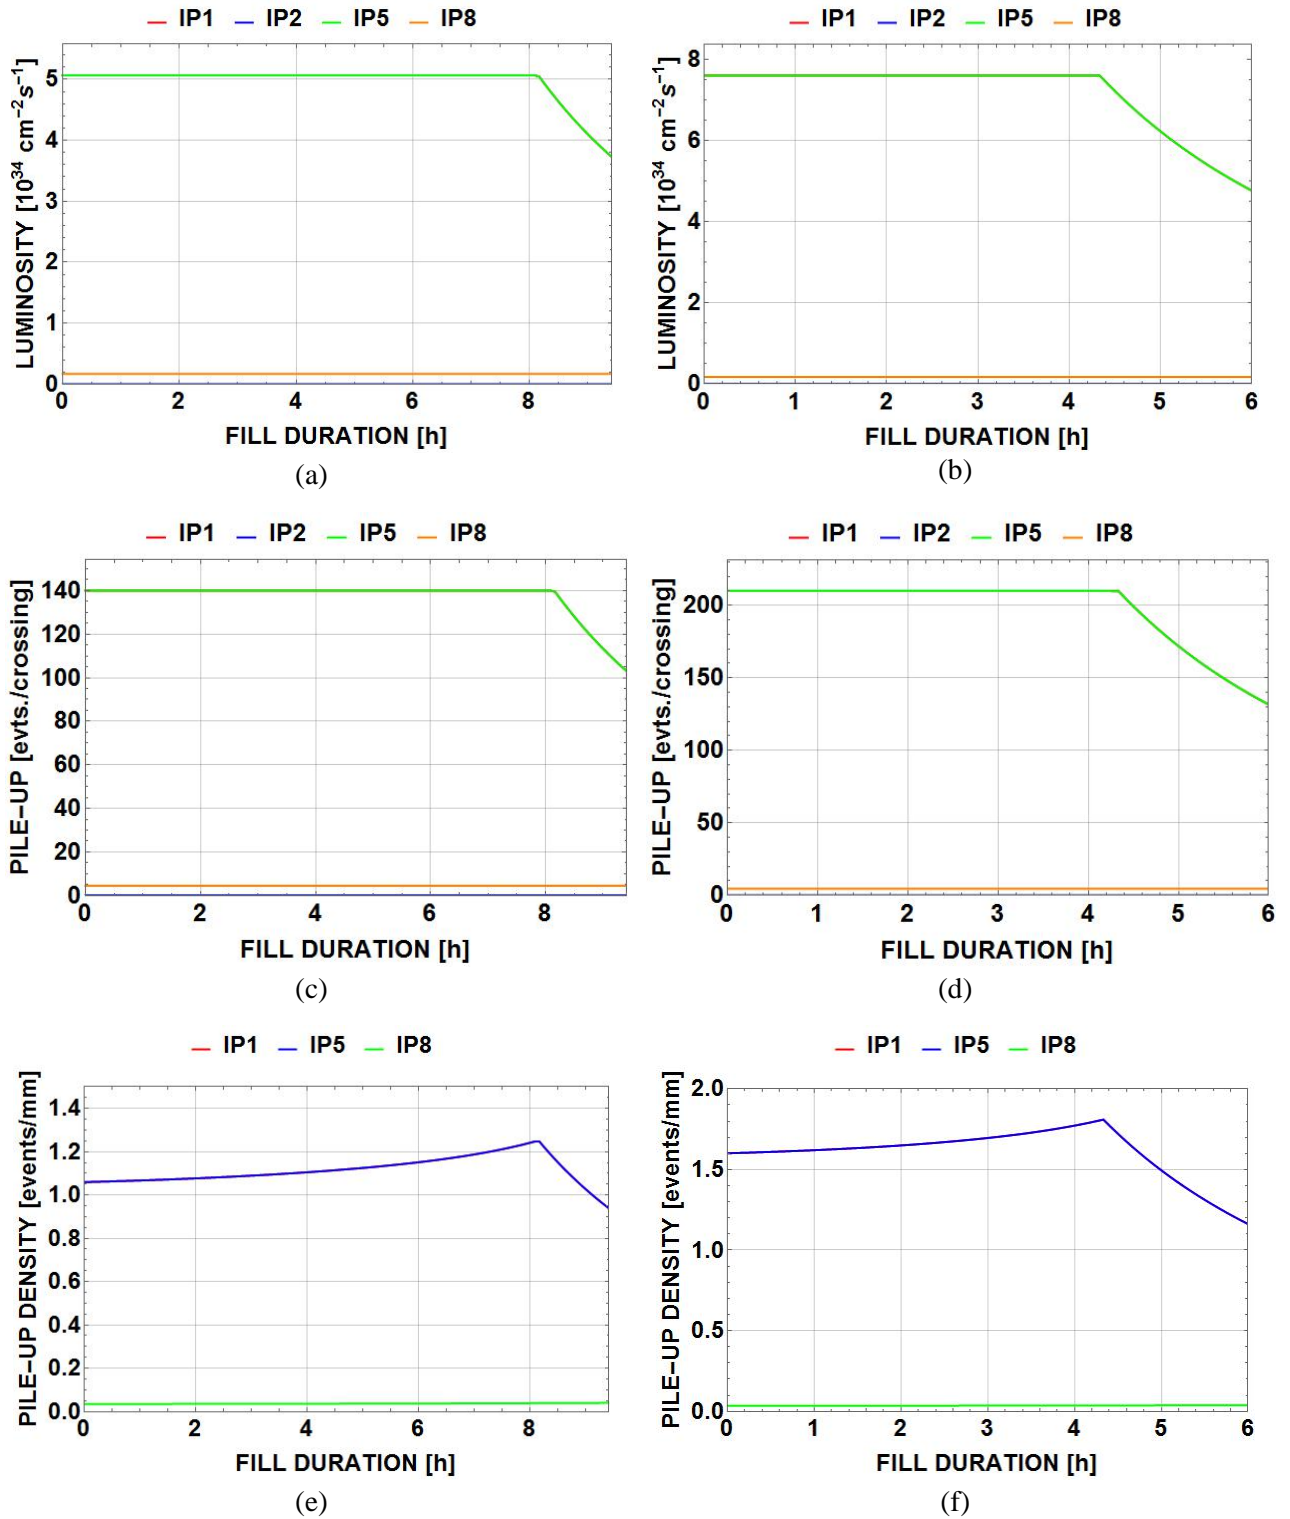 IP1 IP2 IP5 IP8
LUMINOSITY [10^34 cm^−2 s^−1]
5
4
3
2
1
0
0 2 4 6 8
FILL DURATION [h]
(a)
IP1 IP2 IP5 IP8
LUMINOSITY [10^34 cm^−2 s^−1]
8
6
4
2
0
0 1 2 3 4 5 6
FILL DURATION [h]
(b)
IP1 IP2 IP5 IP8
PILE−UP [evts./crossing]
140
120
100
80
60
40
20
0
0 2 4 6 8
FILL DURATION [h]
(c)
IP1 IP2 IP5 IP8
PILE−UP [evts./crossing]
200
150
100
50
0
0 1 2 3 4 5 6
FILL DURATION [h]
(d)
IP1 IP5 IP8
PILE−UP DENSITY [events/mm]
1.4
1.2
1.0
0.8
0.6
0.4
0.2
0.0
0 2 4 6 8
FILL DURATION [h]
(e)
IP1 IP5 IP8
PILE−UP DENSITY [events/mm]
2.0
1.5
1.0
0.5
0.0
0 1 2 3 4 5 6
FILL DURATION [h]
(f)